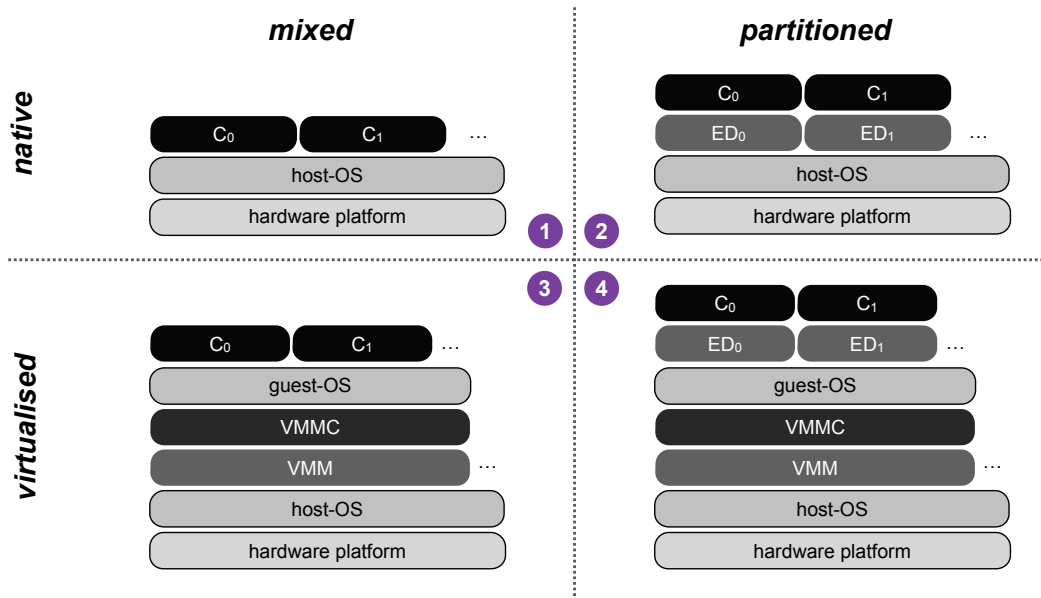 mixed
partitioned
native
C₀ C₁ …
host-OS
hardware platform
1
C₀ C₁
ED₀ ED₁ …
host-OS
hardware platform
2
virtualised
3
C₀ C₁ …
guest-OS
VMMC
VMM …
host-OS
hardware platform
4
C₀ C₁
ED₀ ED₁ …
guest-OS
VMMC
VMM …
host-OS
hardware platform